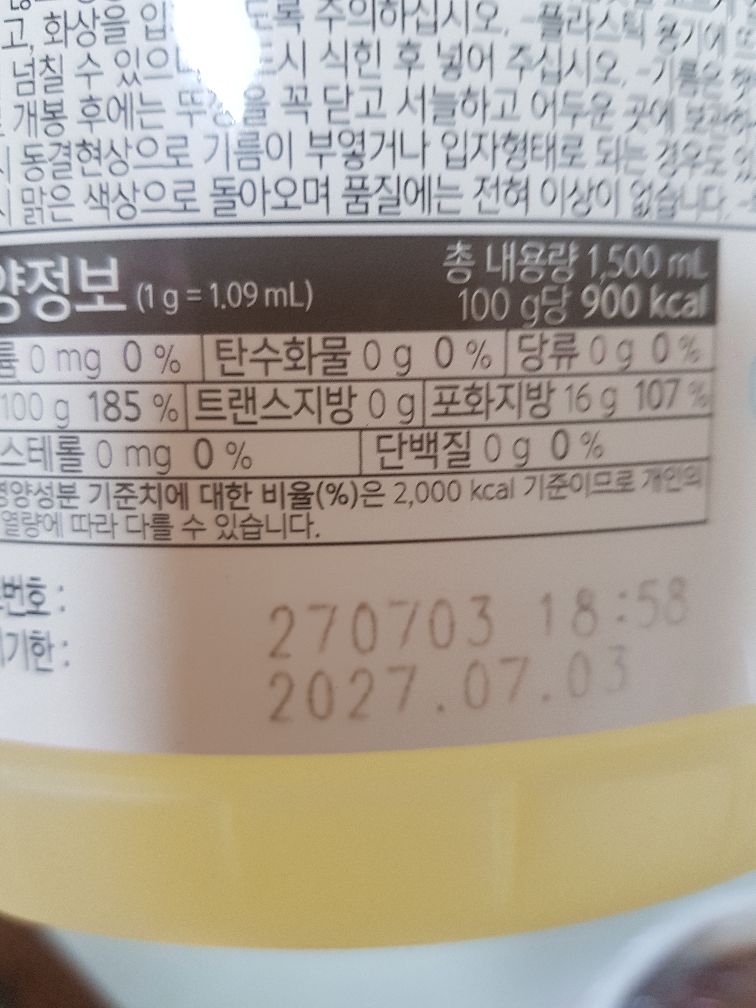 고, 화상을 입 도록 주의하십시오. -플라스틱 용기에
넘칠 수 있으 시 식힌 후 넣어 주십시오. -기름은
개봉 후에는 뚜 을 꼭 닫고 서늘하고 어두운 곳에
동결현상으로 기름이 부옇거나 입자형태로 되는 경우도
맑은 색상으로 돌아오며 품질에는 전혀 이상이 없습니다.
양정보 (1 g = 1.09 mL) 총 내용량 1,500 mL
100 g당 900 kcal
륨 0 mg 0 % 탄수화물 0 g 0 % 당류 0 g 0 %
100 g 185 % 트랜스지방 0 g 포화지방 16 g 107 %
스테롤 0 mg 0 % 단백질 0 g 0 %
영양성분 기준치에 대한 비율(%)은 2,000 kcal 기준이므로 개인의
열량에 따라 다를 수 있습니다.
번호 : 270703 18:58
기한 : 2027.07.03